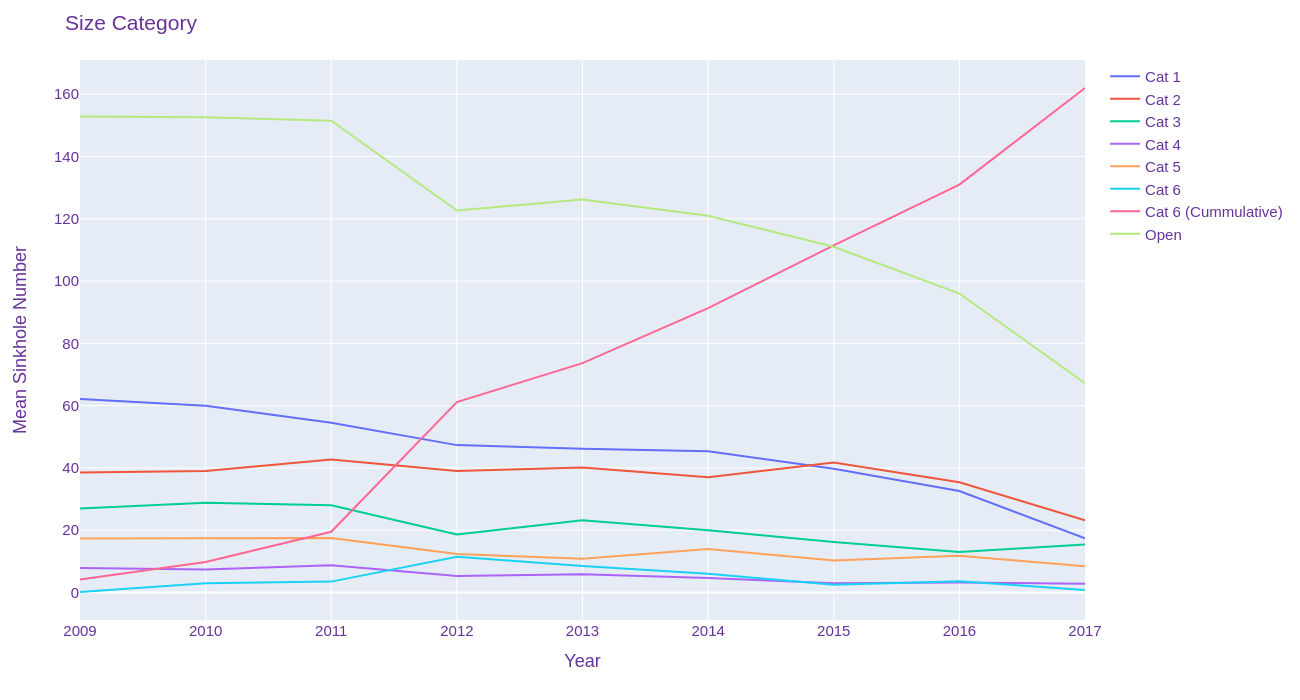 Size Category
Mean Sinkhole Number
160
140
120
100
80
60
40
20
0
2009 2010 2011 2012 2013 2014 2015 2016 2017
Year
Cat 1
Cat 2
Cat 3
Cat 4
Cat 5
Cat 6
Cat 6 (Cummulative)
Open